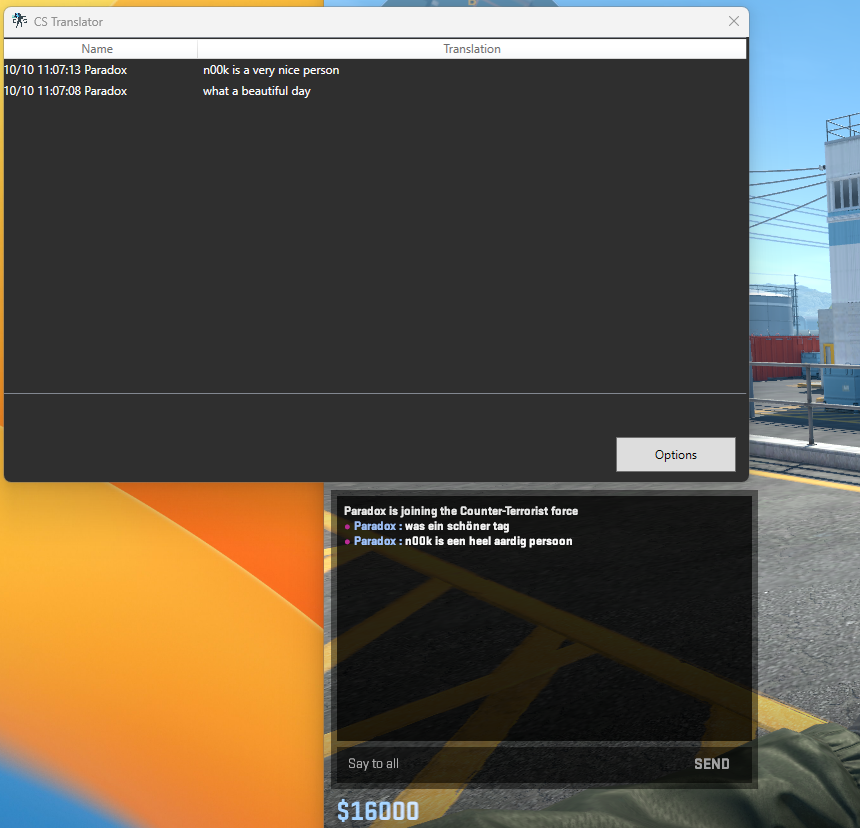 CS Translator
Name Translation
10/10 11:07:13 Paradox n00k is a very nice person
10/10 11:07:08 Paradox what a beautiful day
Options
Paradox is joining the Counter-Terrorist force
Paradox : was ein schöner tag
Paradox : n00k is een heel aardig persoon
Say to all SEND
$16000